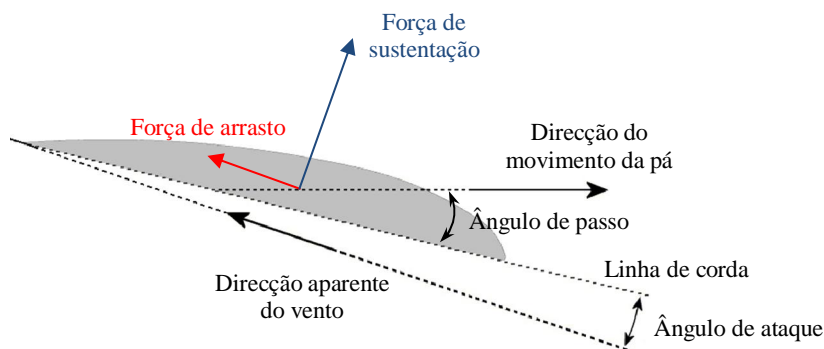 Força de
sustentação
Força de arrasto
Direcção do
movimento da pá
Ângulo de passo
Linha de corda
Direcção aparente
do vento
Ângulo de ataque